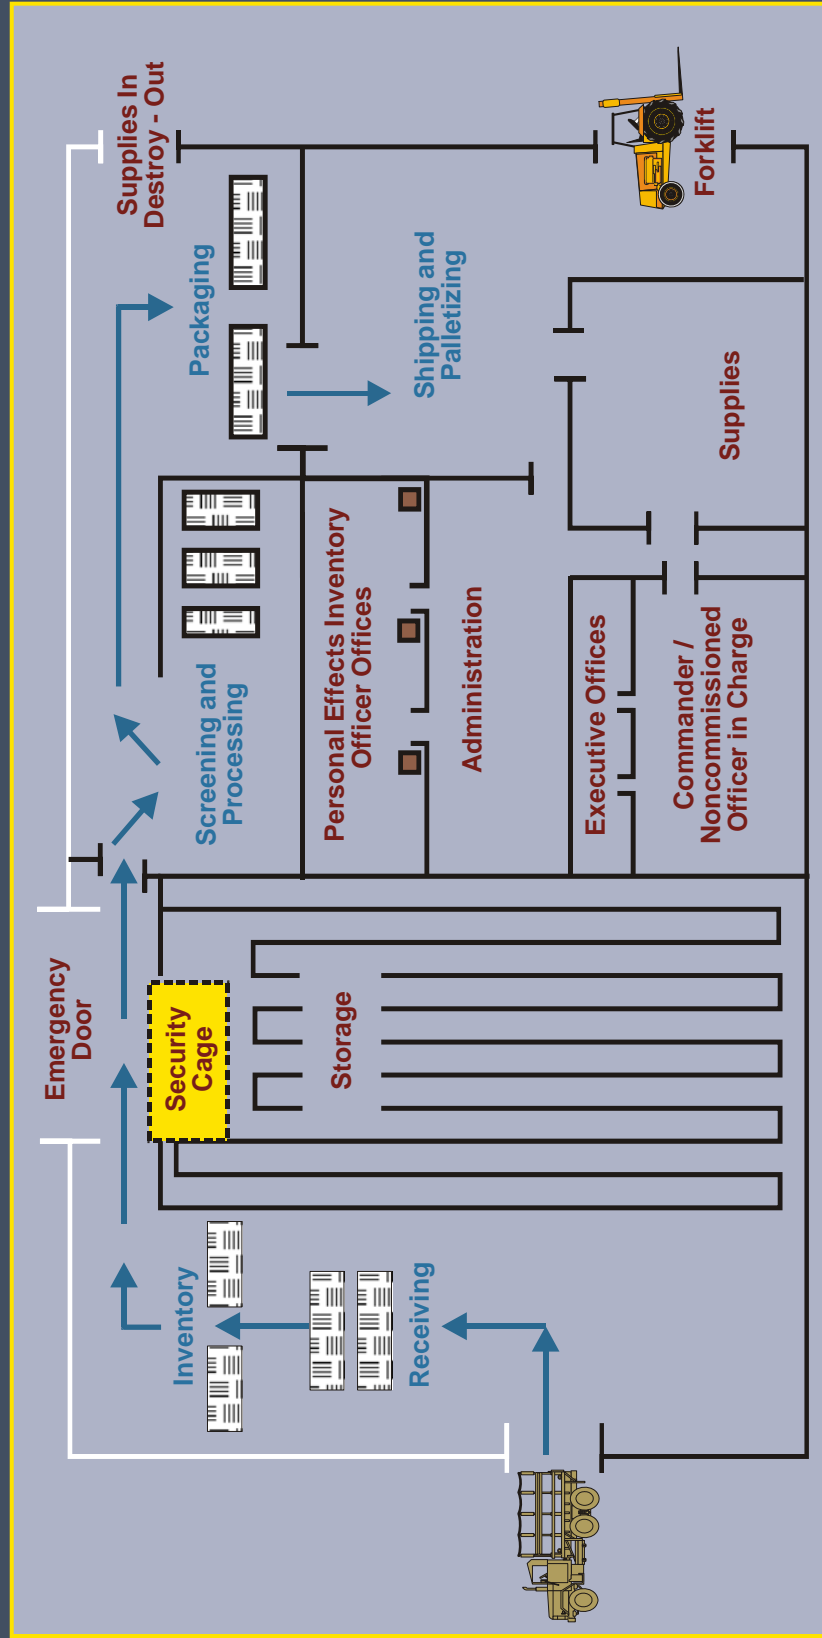 Supplies In
Destroy - Out
Forklift
Packaging
Shipping and
Palletizing
Supplies
Screening and
Processing
Personal Effects Inventory
Officer Offices
Administration
Executive Offices
Commander /
Noncommissioned
Officer in Charge
Emergency
Door
Security
Cage
Storage
Inventory
Receiving